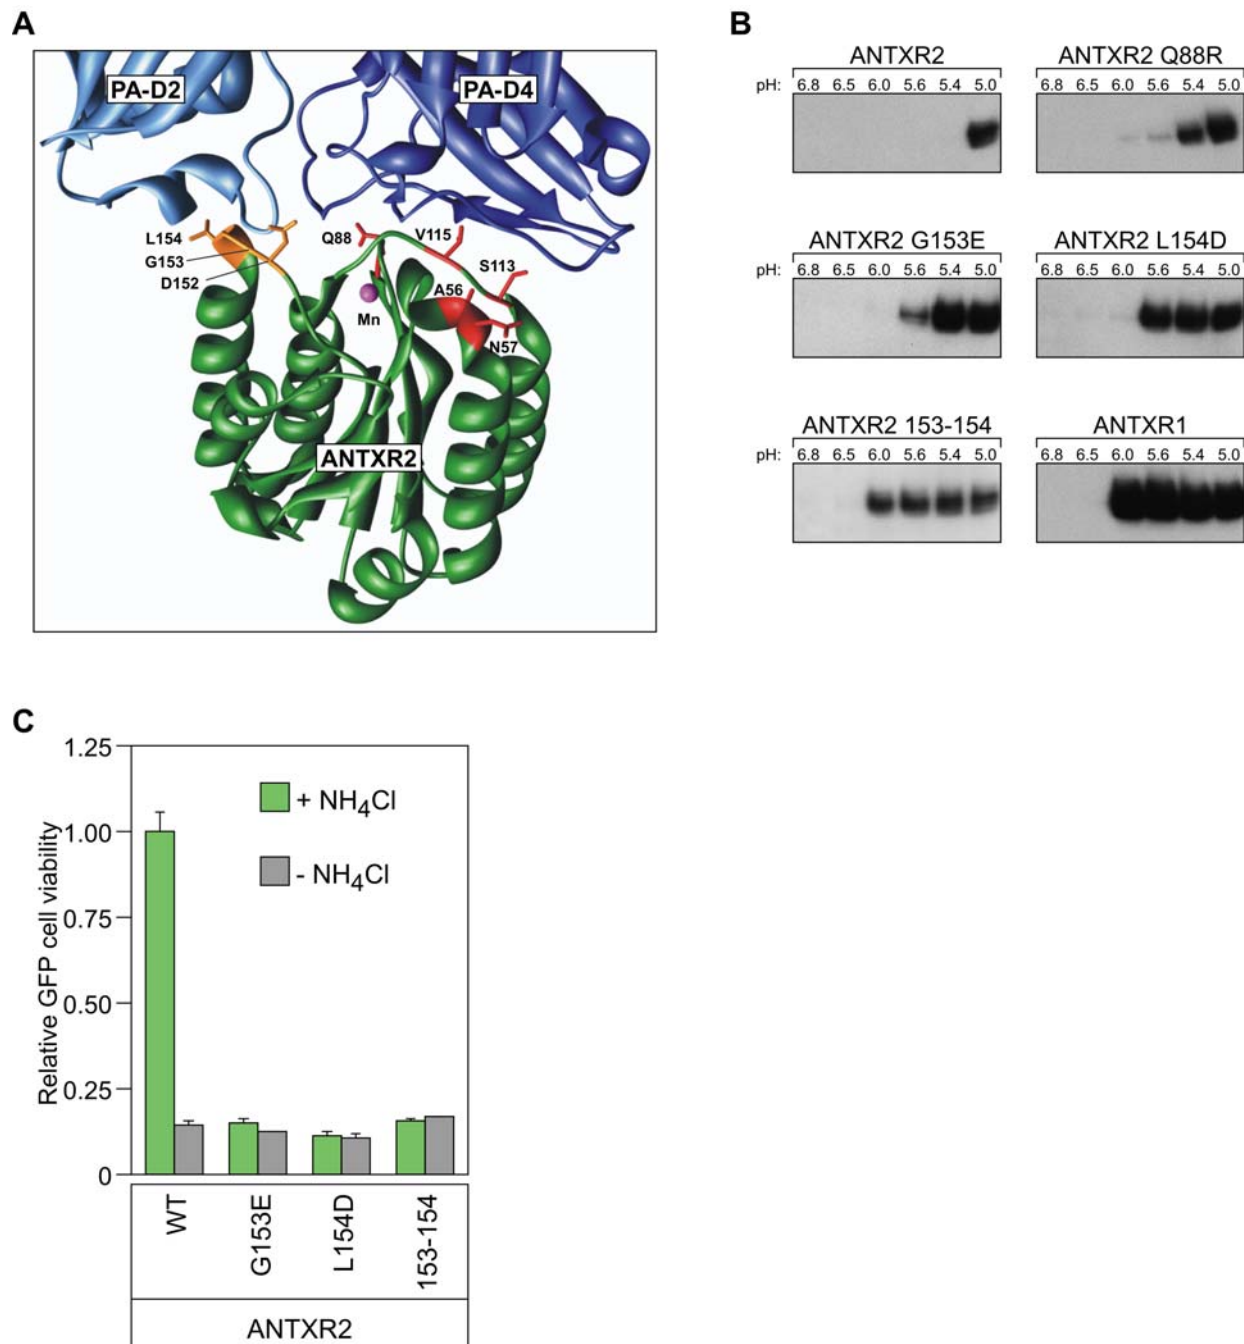 A
PA-D2
PA-D4
L154
G153
D152
Q88
V115
S113
A56
Mn
N57
ANTXR2
B
ANTXR2
pH: 6.8 6.5 6.0 5.6 5.4 5.0
ANTXR2 Q88R
6.8 6.5 6.0 5.6 5.4 5.0
ANTXR2 G153E
pH: 6.8 6.5 6.0 5.6 5.4 5.0
ANTXR2 L154D
6.8 6.5 6.0 5.6 5.4 5.0
ANTXR2 153-154
pH: 6.8 6.5 6.0 5.6 5.4 5.0
ANTXR1
6.8 6.5 6.0 5.6 5.4 5.0
C
Relative GFP cell viability
1.25
1.00
0.75
0.50
0.25
0
+ NH₄Cl
- NH₄Cl
WT
G153E
L154D
153-154
ANTXR2